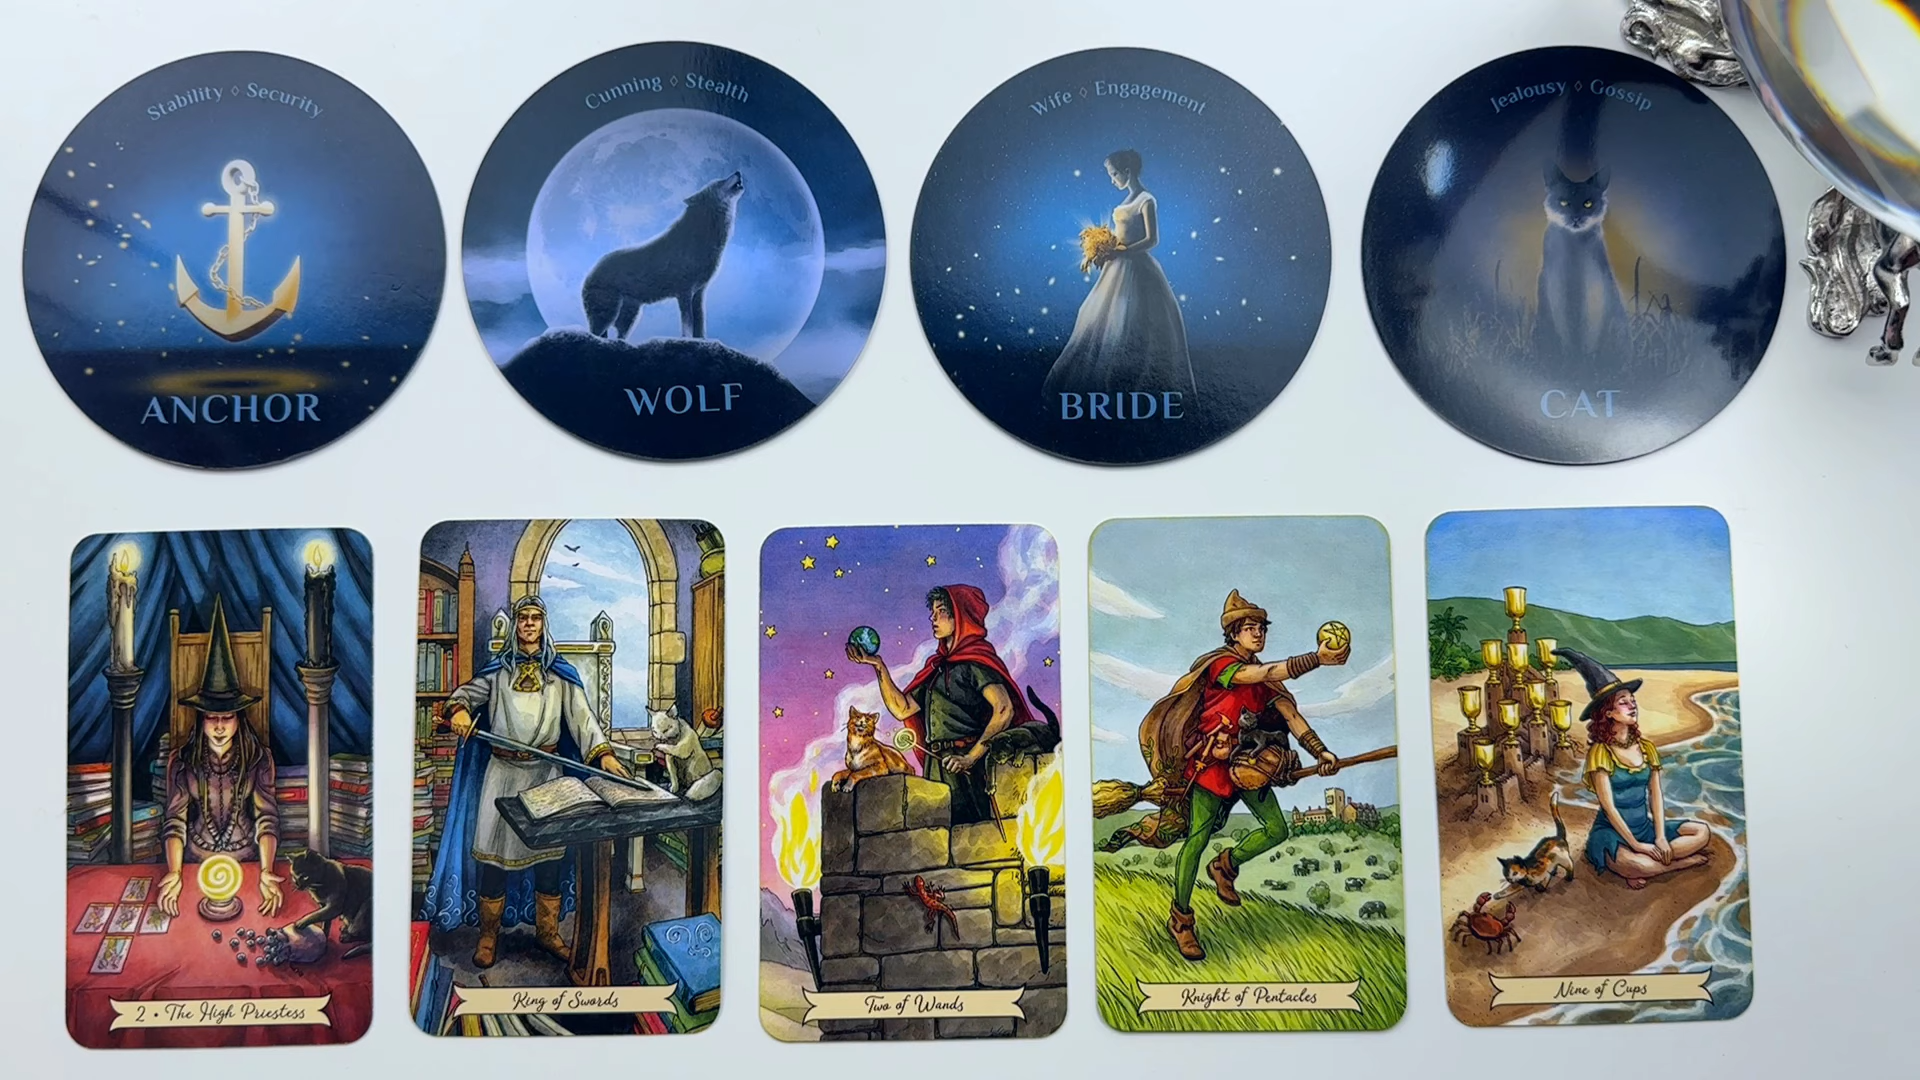 Stability ◊ Security
ANCHOR
Cunning ◊ Stealth
WOLF
Wife ◊ Engagement
BRIDE
Jealousy ◊ Gossip
CAT
2 • The High Priestess
King of Swords
Two of Wands
Knight of Pentacles
Nine of Cups